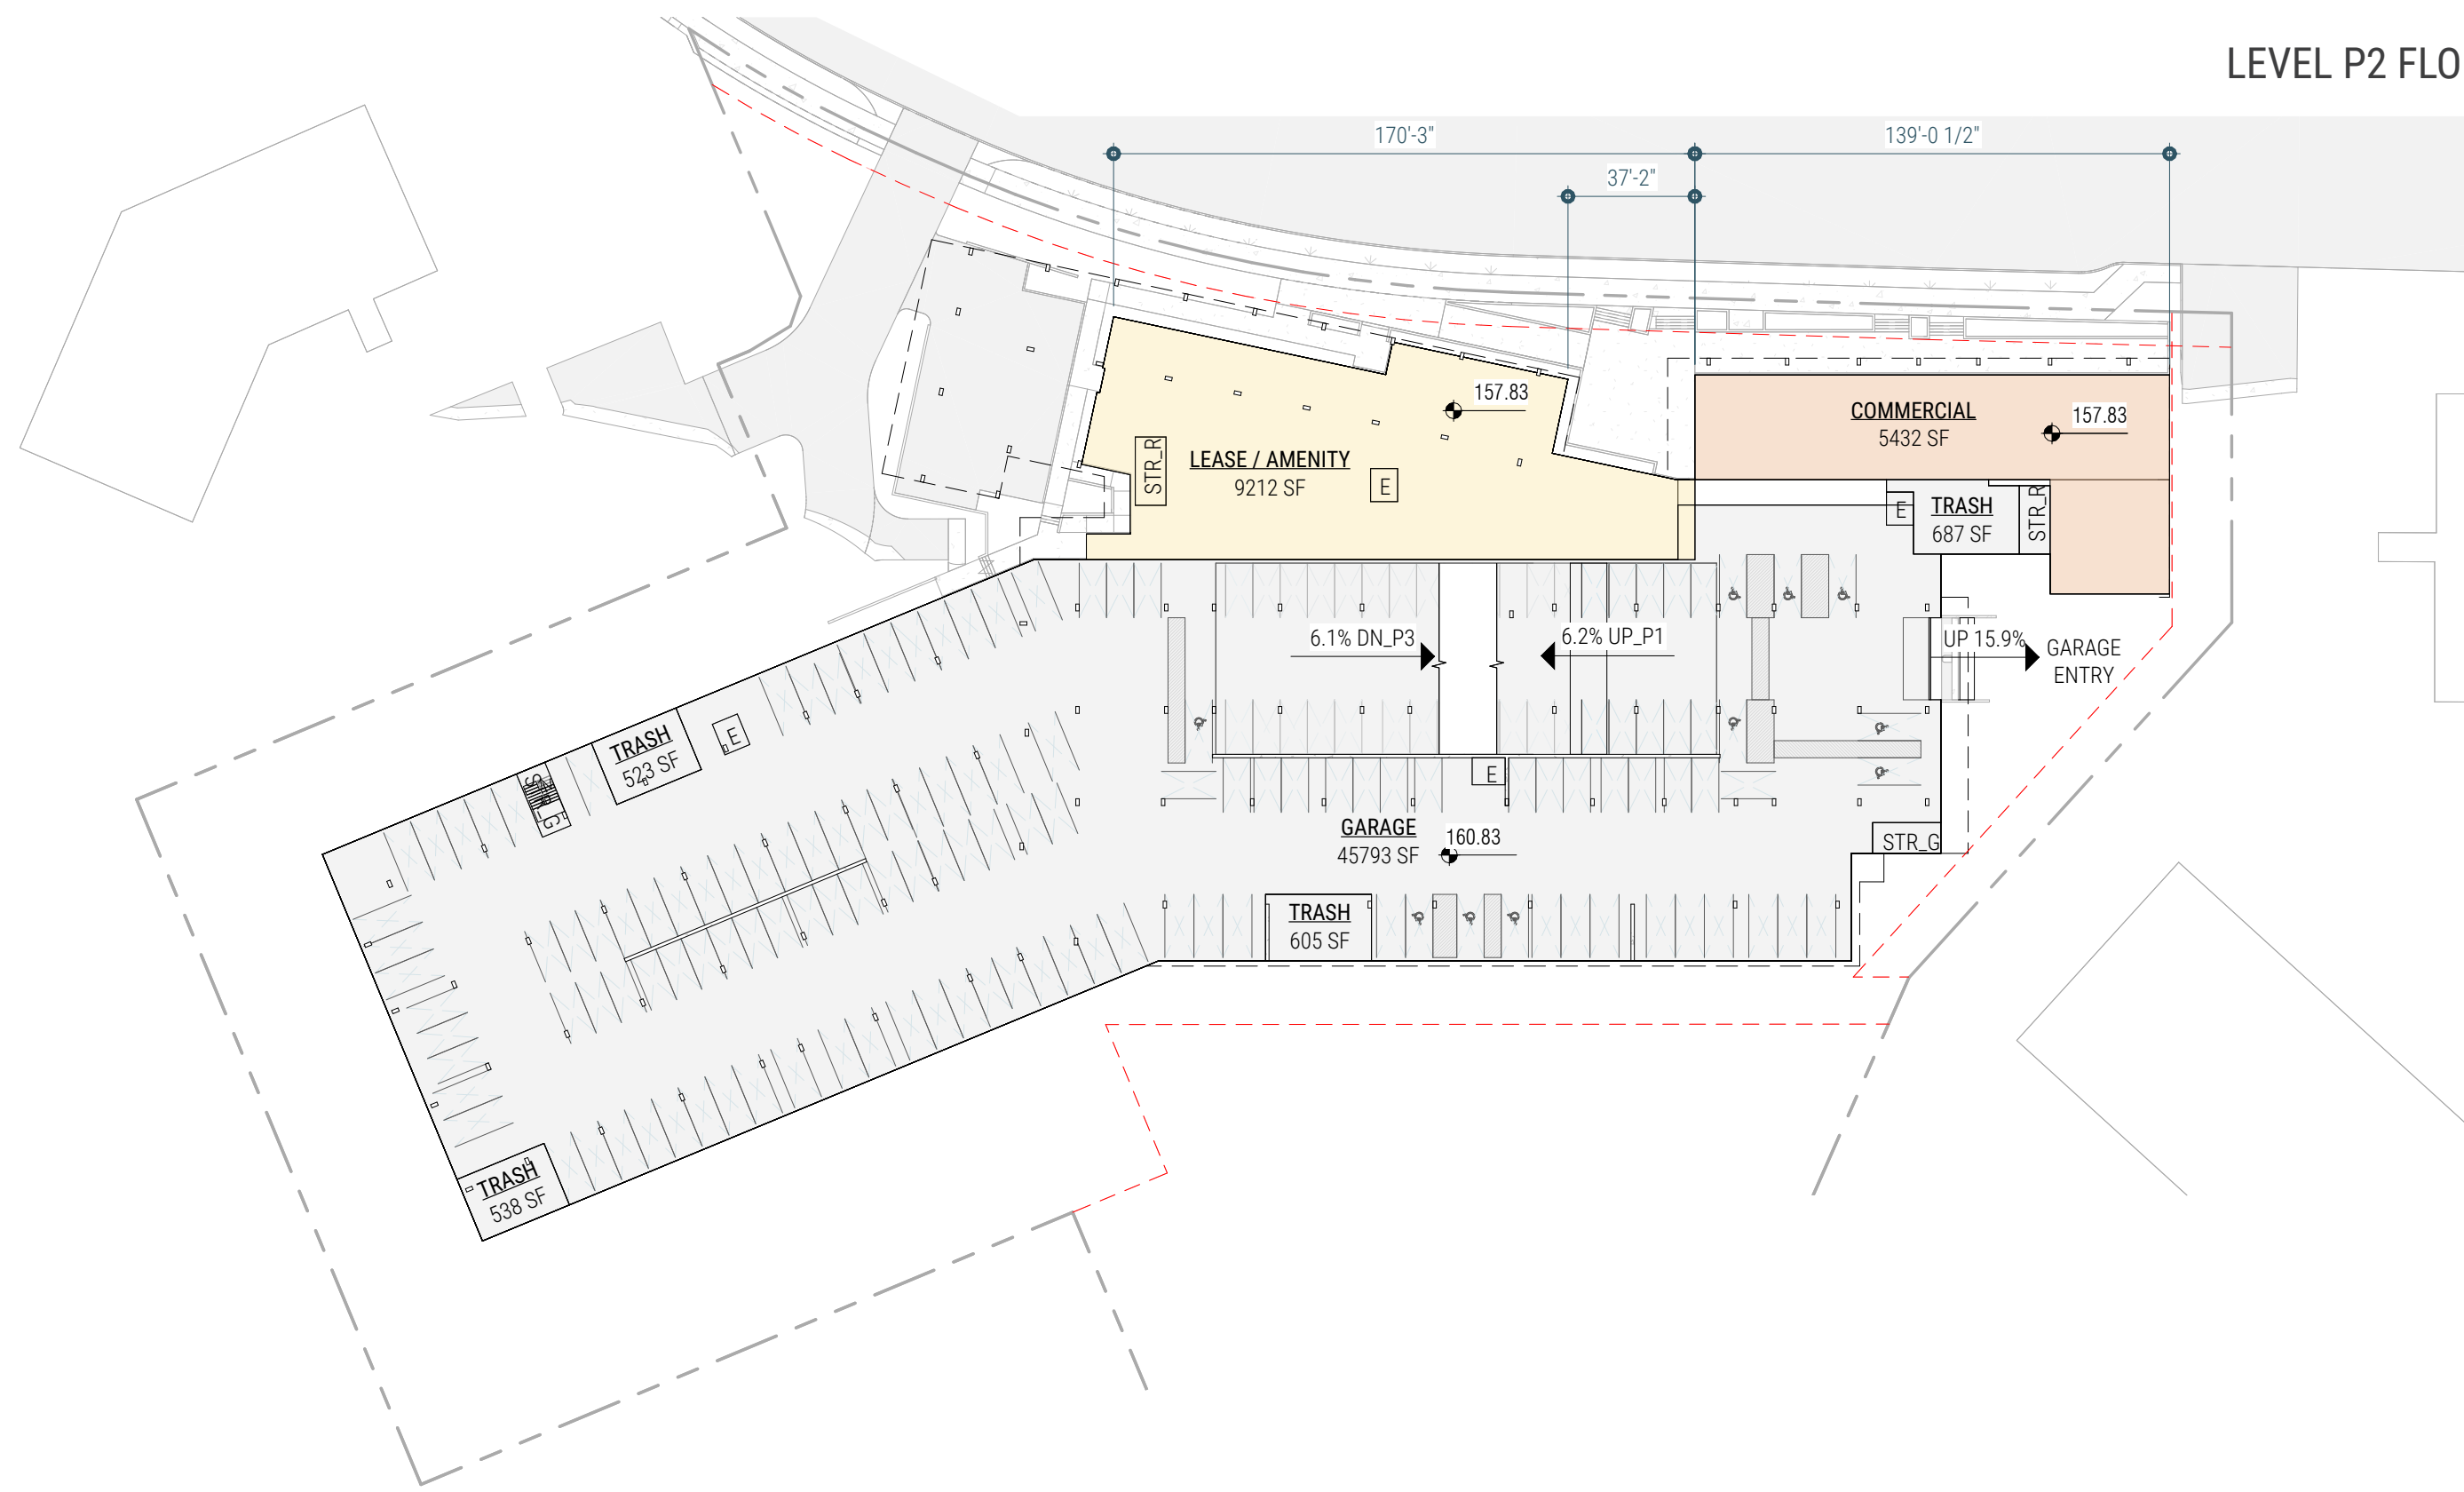 LEVEL P2 FLO
170'-3"
139'-0 1/2"
37'-2"
157.83
COMMERCIAL
5432 SF
157.83
STR_R
LEASE / AMENITY
9212 SF
E
E
TRASH
687 SF
STR_R
6.1% DN_P3
6.2% UP_P1
UP 15.9%
GARAGE
ENTRY
TRASH
523 SF
E
E
STR_G
GARAGE
45793 SF
160.83
STR_G
TRASH
605 SF
TRASH
538 SF